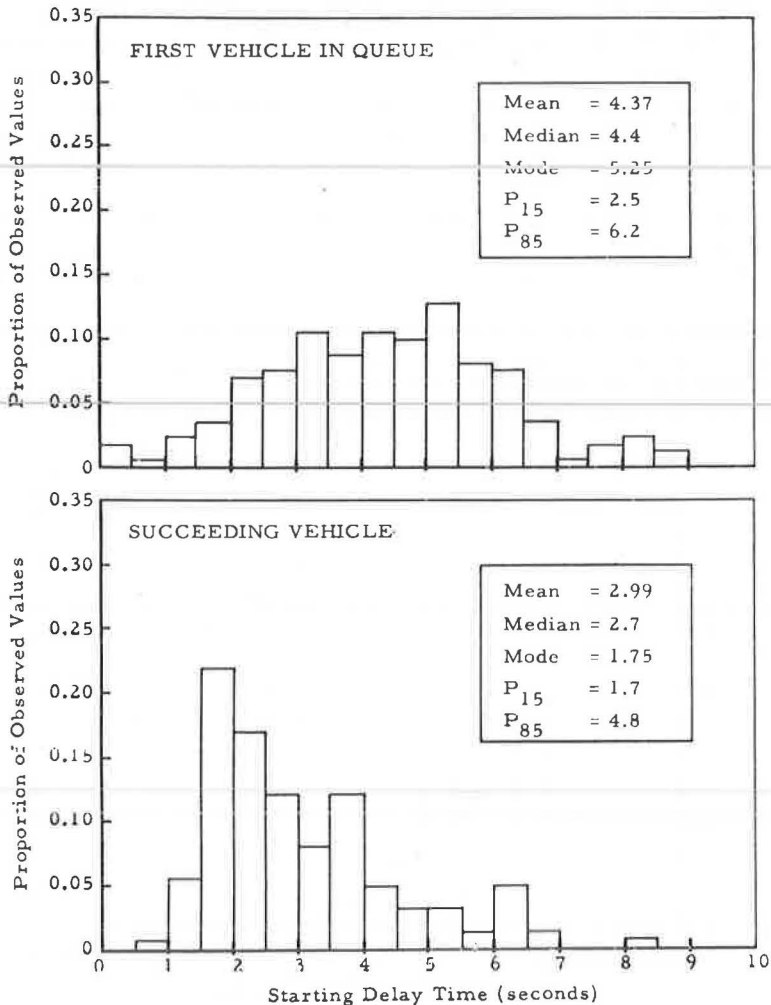 0.35
FIRST VEHICLE IN QUEUE
0.30
Mean = 4.37
Median = 4.4
0.25
Mode = 5.25
P15 = 2.5
0.20
P85 = 6.2
0.15
0.10
0.05
0
Proportion of Observed Values
0.35
SUCCEEDING VEHICLE
0.30
Mean = 2.99
Median = 2.7
0.25
Mode = 1.75
P15 = 1.7
0.20
P85 = 4.8
0.15
0.10
0.05
0
Proportion of Observed Values
0 1 2 3 4 5 6 7 8 9 10
Starting Delay Time (seconds)